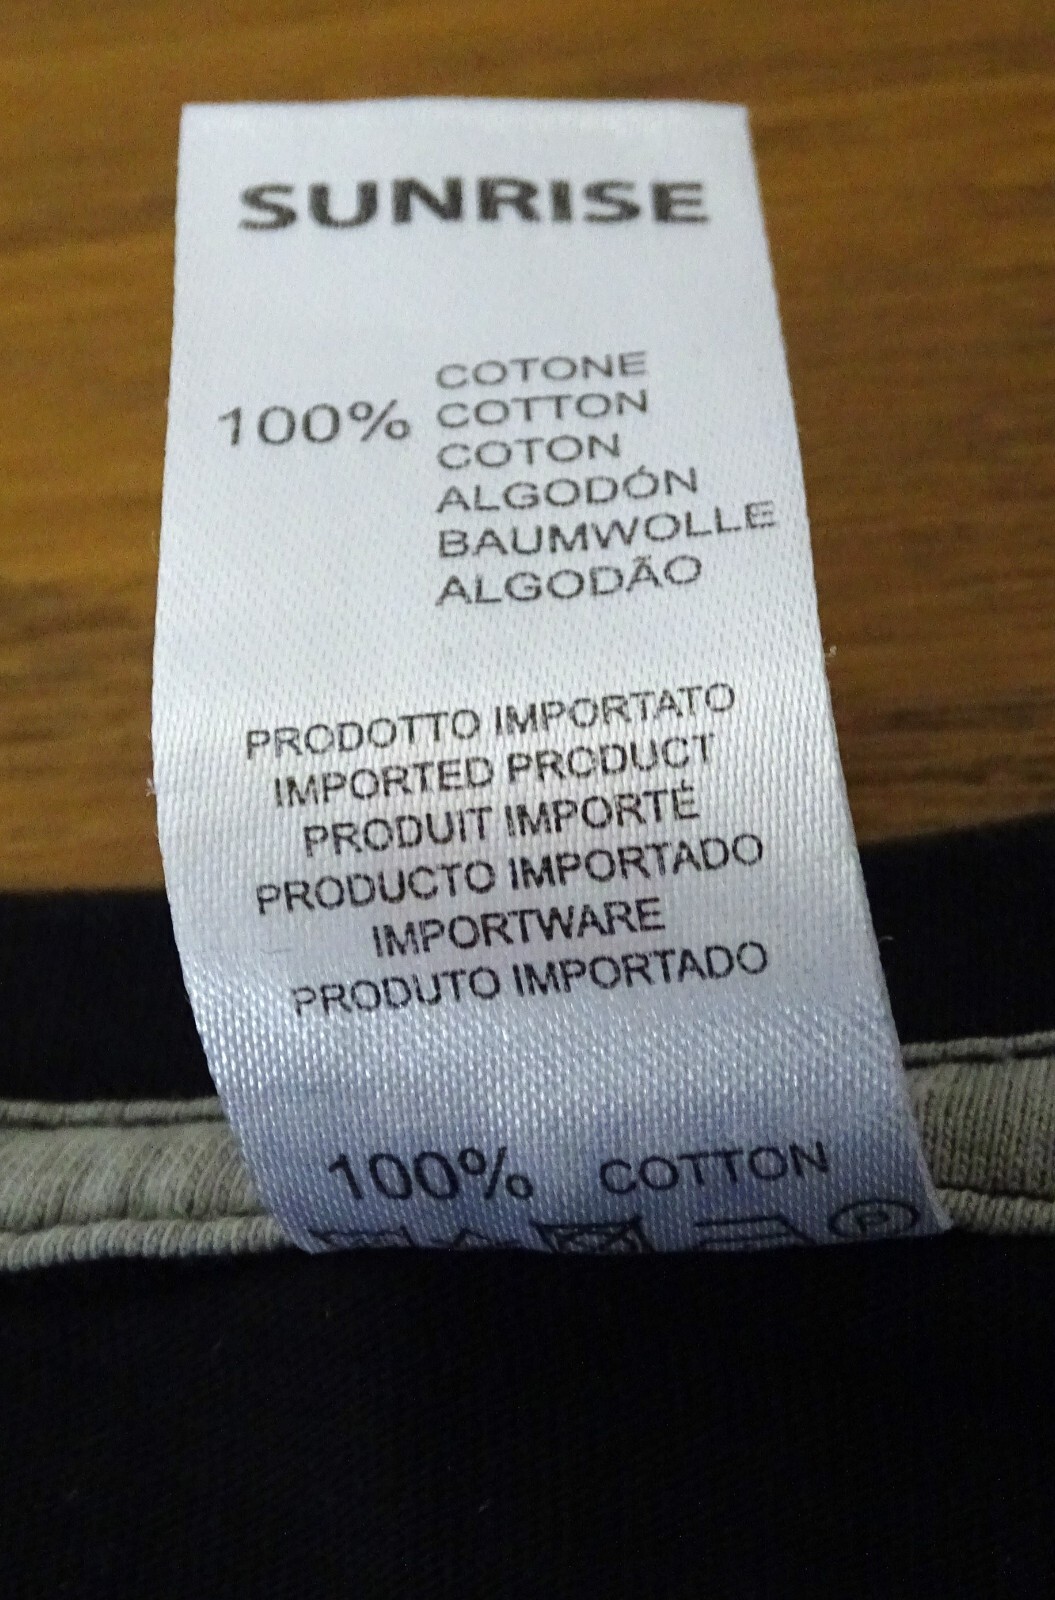 SUNRISE
100%
COTONE
COTTON
COTON
ALGODÓN
BAUMWOLLE
ALGODÃO
PRODOTTO IMPORTATO
IMPORTED PRODUCT
PRODUIT IMPORTÉ
PRODUCTO IMPORTADO
IMPORTWARE
PRODUTO IMPORTADO
100% COTTON
P